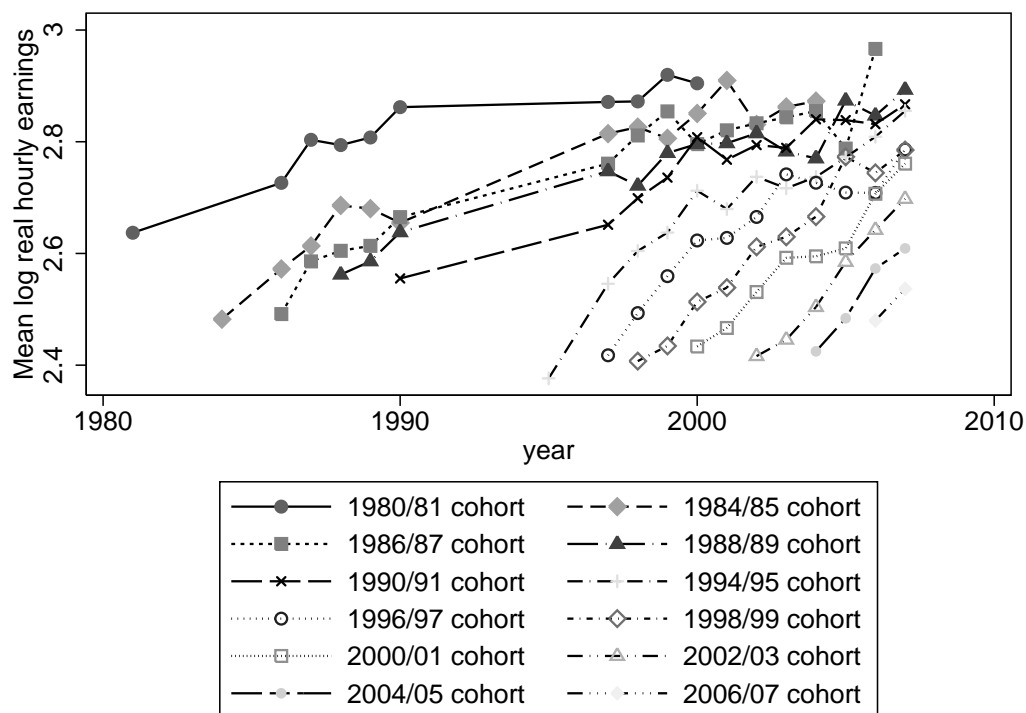 Mean log real hourly earnings
3
2.8
2.6
2.4
1980 1990 2000 2010
year
1980/81 cohort 1984/85 cohort
1986/87 cohort 1988/89 cohort
1990/91 cohort 1994/95 cohort
1996/97 cohort 1998/99 cohort
2000/01 cohort 2002/03 cohort
2004/05 cohort 2006/07 cohort